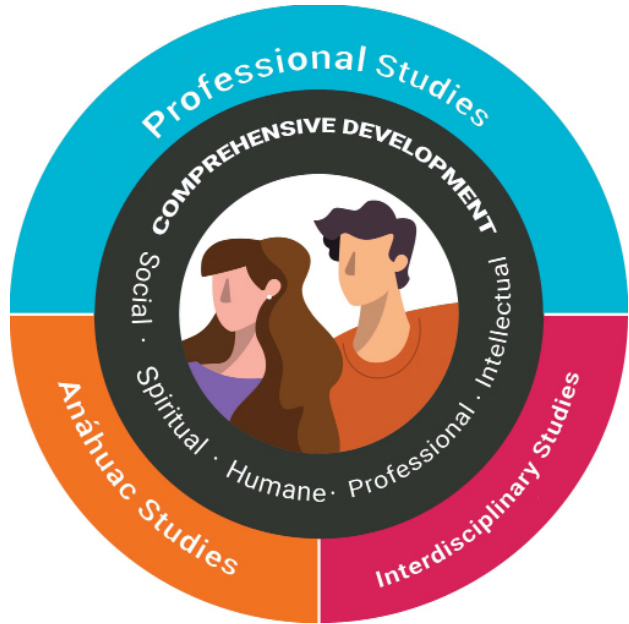 Professional Studies
COMPREHENSIVE DEVELOPMENT
Social · Spiritual · Humane · Professional · Intellectual
Anáhuac Studies
Interdisciplinary Studies